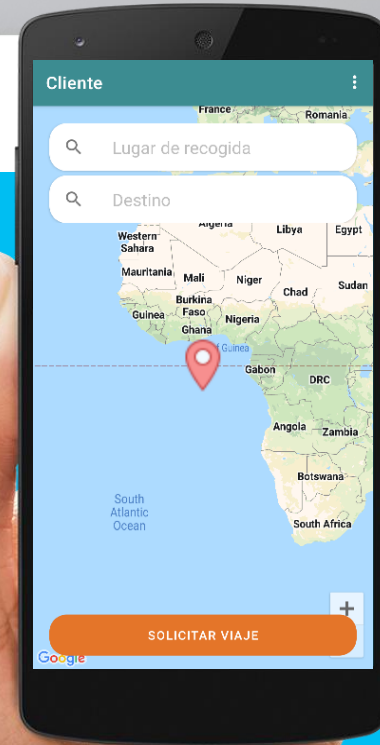 Cliente
France
Romania
Lugar de recogida
Destino
Algeria
Libya
Egypt
Western
Sahara
Mauritania
Mali
Niger
Chad
Sudan
Burkina
Faso
Guinea
Nigeria
Ghana
Guinea
Gabon
DRC
Angola
Zambia
Botswana
South
Atlantic
Ocean
South Africa
SOLICITAR VIAJE
Google